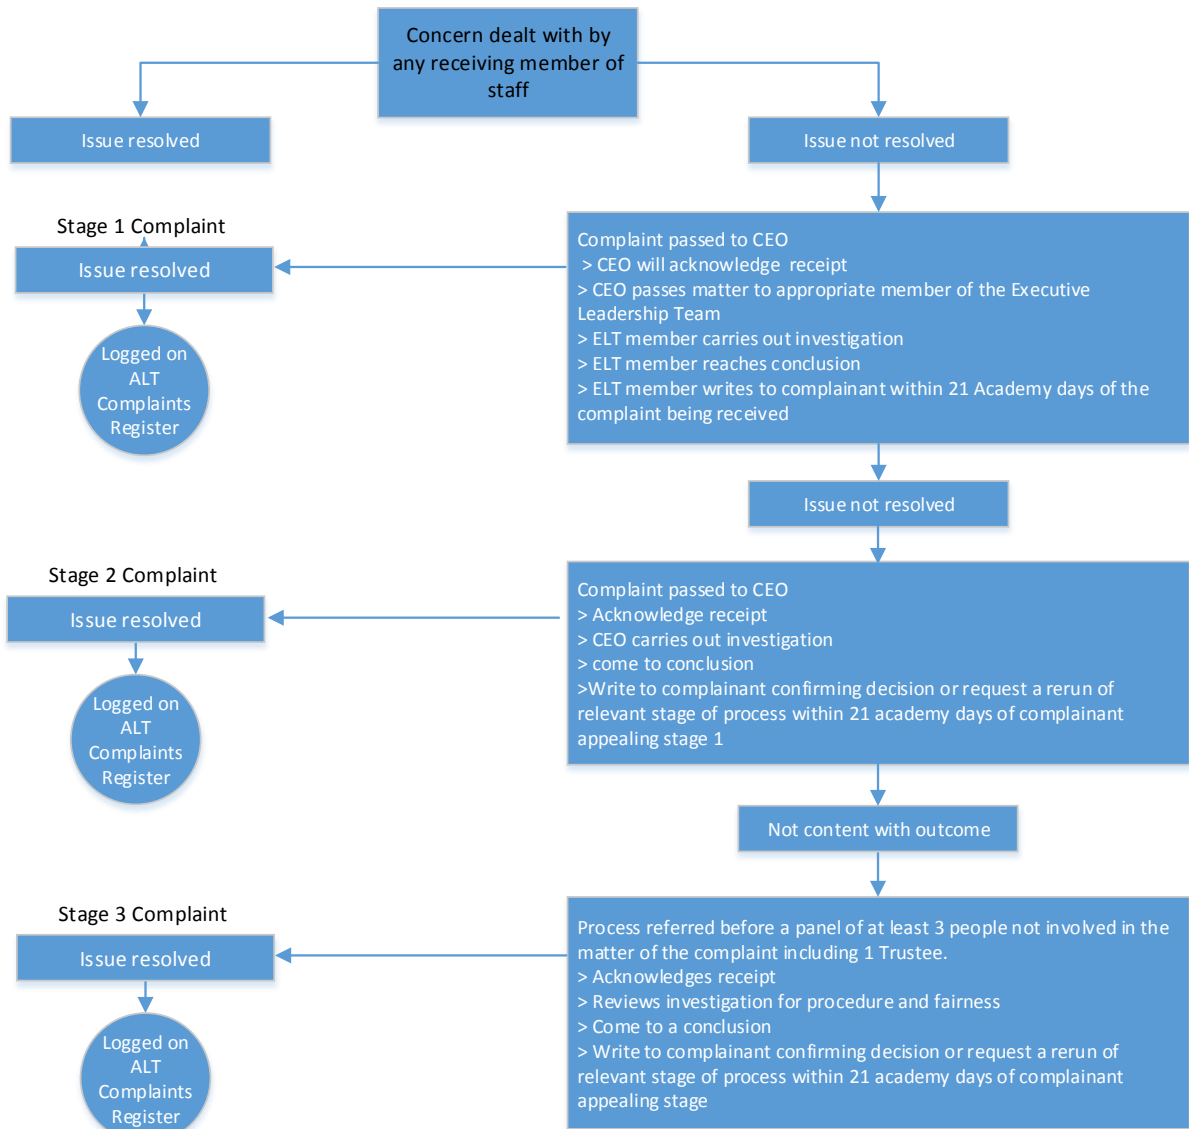 Concern dealt with by
any receiving member of
staff
Issue resolved
Issue not resolved
Stage 1 Complaint
Issue resolved
Logged on
ALT
Complaints
Register
Complaint passed to CEO
> CEO will acknowledge receipt
> CEO passes matter to appropriate member of the Executive
Leadership Team
> ELT member carries out investigation
> ELT member reaches conclusion
> ELT member writes to complainant within 21 Academy days of the
complaint being received
Issue not resolved
Stage 2 Complaint
Issue resolved
Logged on
ALT
Complaints
Register
Complaint passed to CEO
> Acknowledge receipt
> CEO carries out investigation
> come to conclusion
>Write to complainant confirming decision or request a rerun of
relevant stage of process within 21 academy days of complainant
appealing stage 1
Not content with outcome
Stage 3 Complaint
Issue resolved
Logged on
ALT
Complaints
Register
Process referred before a panel of at least 3 people not involved in the
matter of the complaint including 1 Trustee.
> Acknowledges receipt
> Reviews investigation for procedure and fairness
> Come to a conclusion
> Write to complainant confirming decision or request a rerun of
relevant stage of process within 21 academy days of complainant
appealing stage